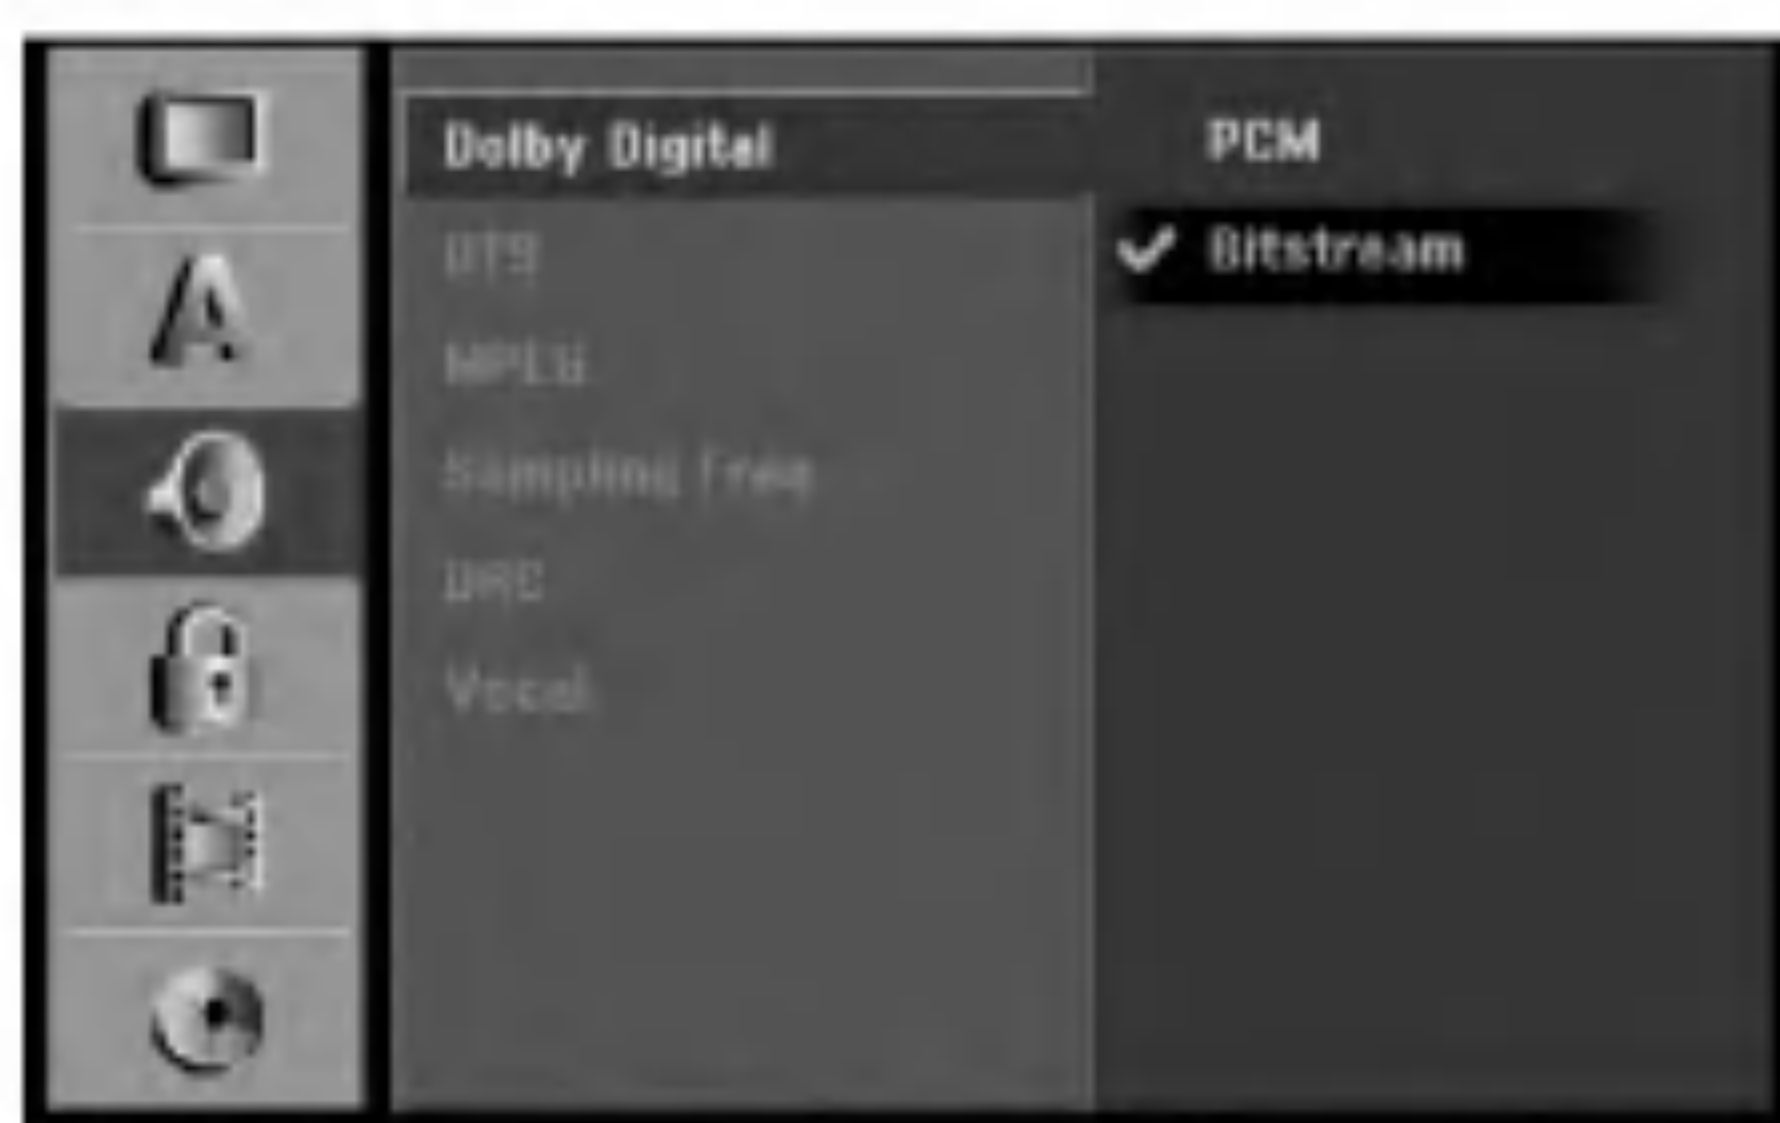 Dolby Digital
DTS
MPEG
Sampling Freq
DRC
Vocal
PCM
Bitstream